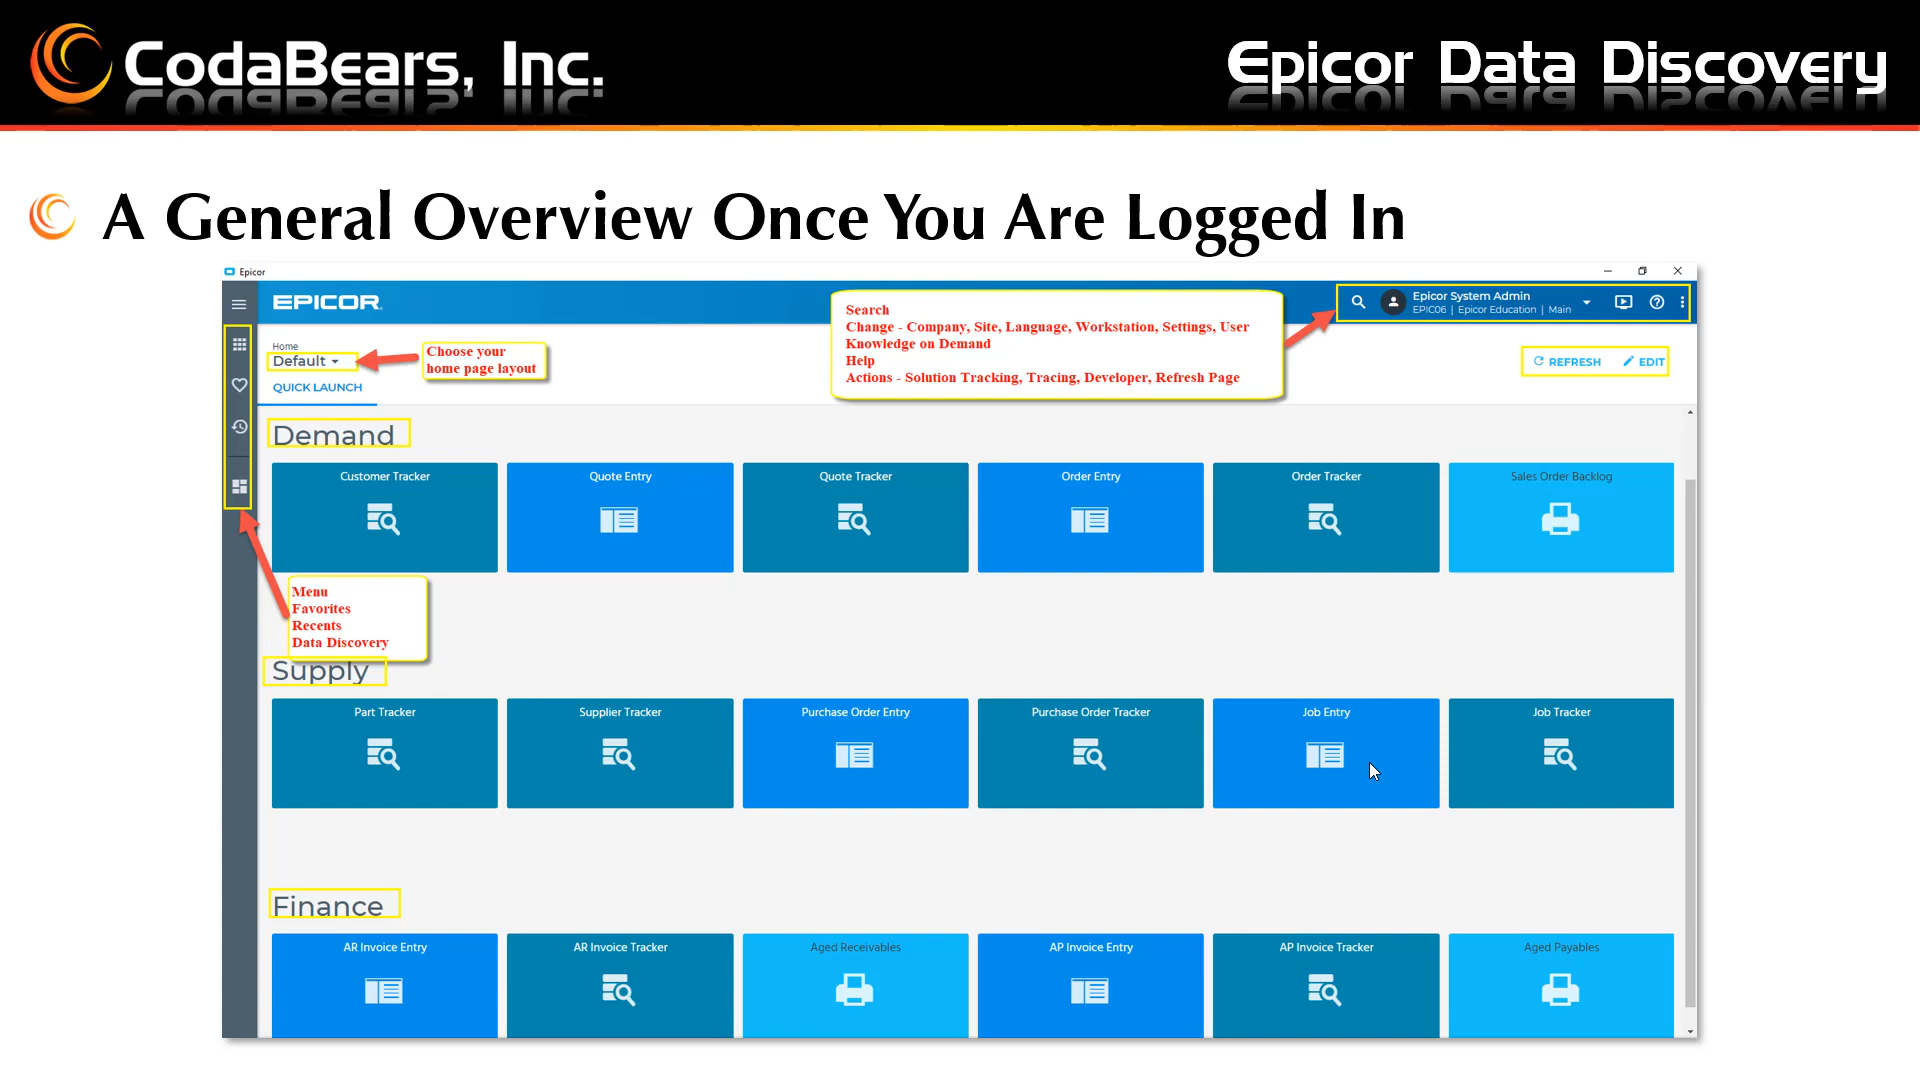 CodaBears, Inc.
Epicor Data Discovery
A General Overview Once You Are Logged In
Epicor
EPICOR
Search
Change - Company, Site, Language, Workstation, Settings, User
Knowledge on Demand
Help
Actions - Solution Tracking, Tracing, Developer, Refresh Page
Epicor System Admin
EPIC06 | Epicor Education | Main
Home
Default
Choose your
home page layout
REFRESH
EDIT
QUICK LAUNCH
Demand
Customer Tracker
Quote Entry
Quote Tracker
Order Entry
Order Tracker
Sales Order Backlog
Menu
Favorites
Recents
Data Discovery
Supply
Part Tracker
Supplier Tracker
Purchase Order Entry
Purchase Order Tracker
Job Entry
Job Tracker
Finance
AR Invoice Entry
AR Invoice Tracker
Aged Receivables
AP Invoice Entry
AP Invoice Tracker
Aged Payables